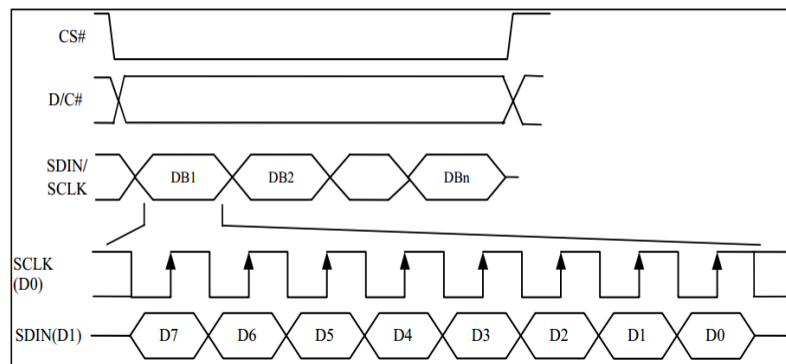 CS#
D/C#
SDIN/
SCLK
DB1 DB2 DBn
SCLK
(D0)
SDIN(D1) D7 D6 D5 D4 D3 D2 D1 D0